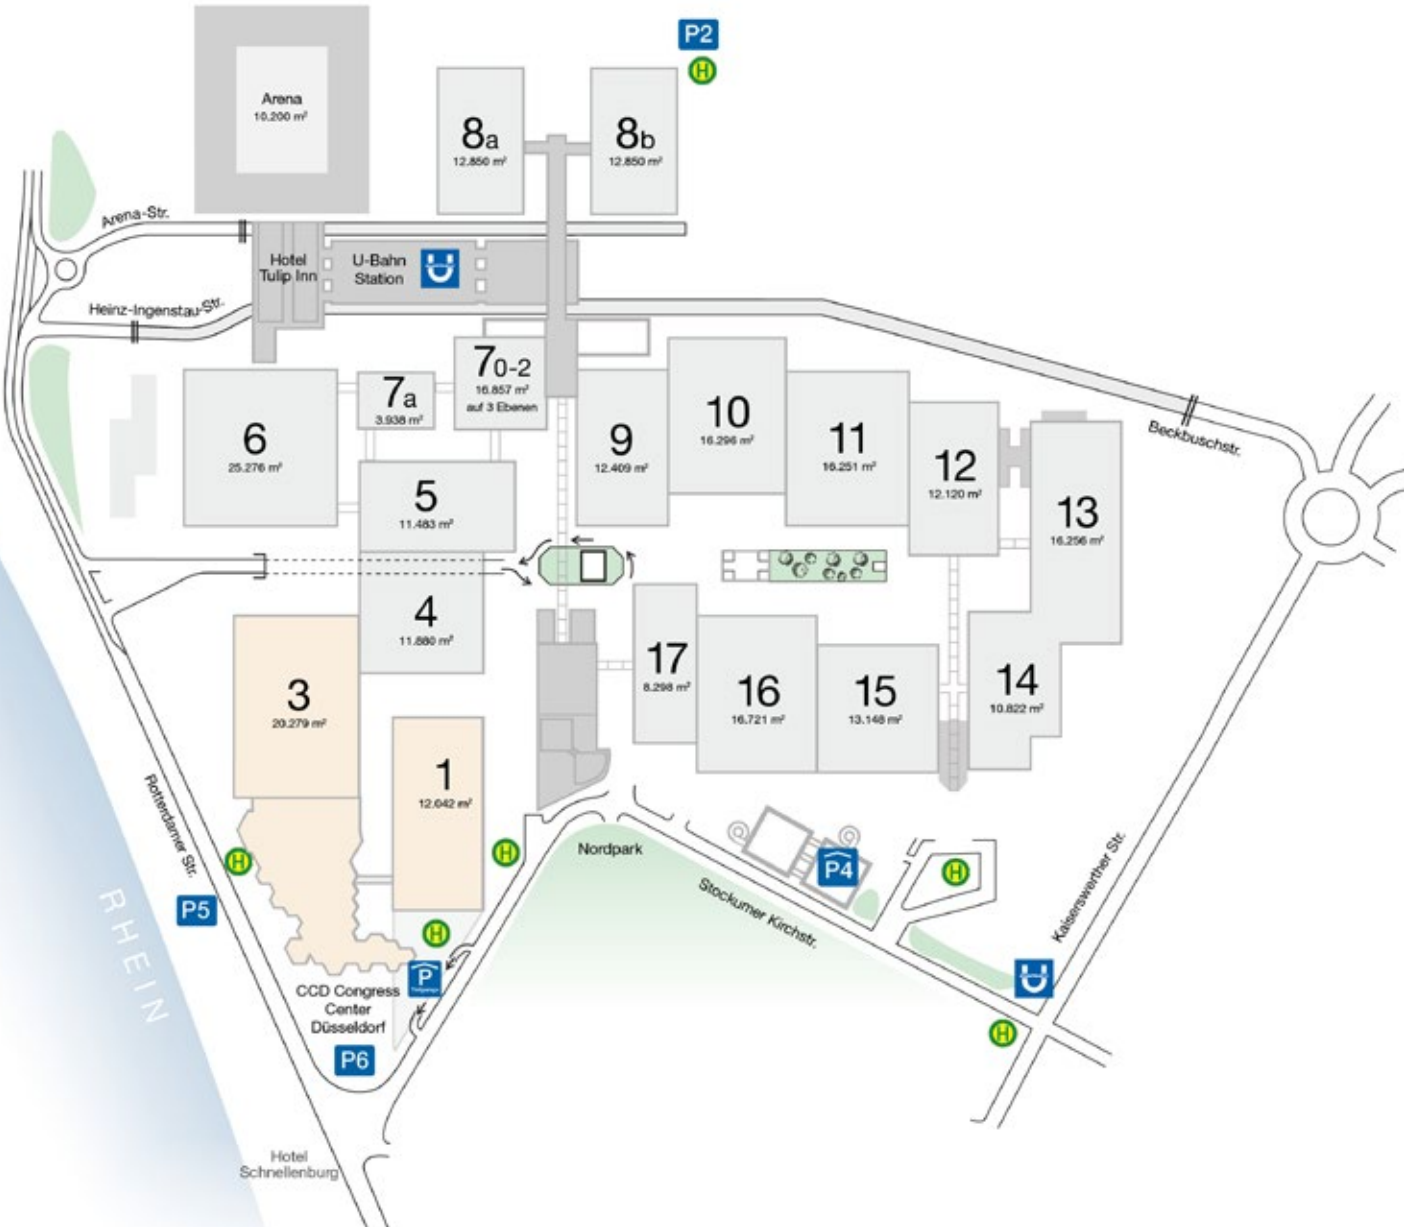 P2
H
Arena
10.200 m²
8a
12.850 m²
8b
12.850 m²
Arena-Str.
Hotel
Tulip Inn
U-Bahn
Station
U
Heinz-Ingenstau-Str.
6
25.276 m²
7a
3.938 m²
70-2
16.857 m²
auf 3 Ebenen
9
12.409 m²
10
16.296 m²
11
16.251 m²
12
12.120 m²
13
16.256 m²
Beckbuschstr.
5
11.483 m²
4
11.880 m²
3
20.279 m²
1
12.042 m²
17
8.298 m²
16
16.721 m²
15
13.148 m²
14
10.822 m²
Rotterdamer Str.
RHEIN
H
P5
H
Nordpark
P4
H
Stockumer Kirchstr.
Kaiserswerther Str.
U
H
H
P
CCD Congress
Center
Düsseldorf
P6
Hotel
Schnellenburg